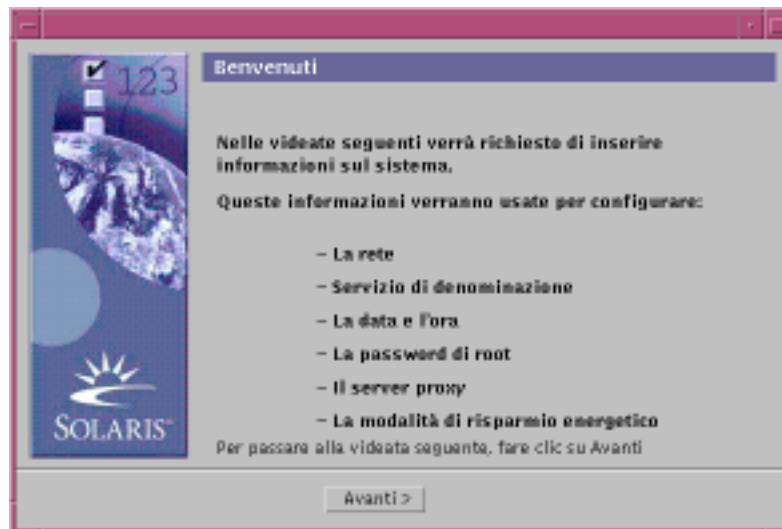 123
SOLARIS™
Benvenuti
Nelle videate seguenti verrà richiesto di inserire
informazioni sul sistema.
Queste informazioni verranno usate per configurare:
– La rete
– Servizio di denominazione
– La data e l'ora
– La password di root
– Il server proxy
– La modalità di risparmio energetico
Per passare alla videata seguente, fare clic su Avanti
Avanti >